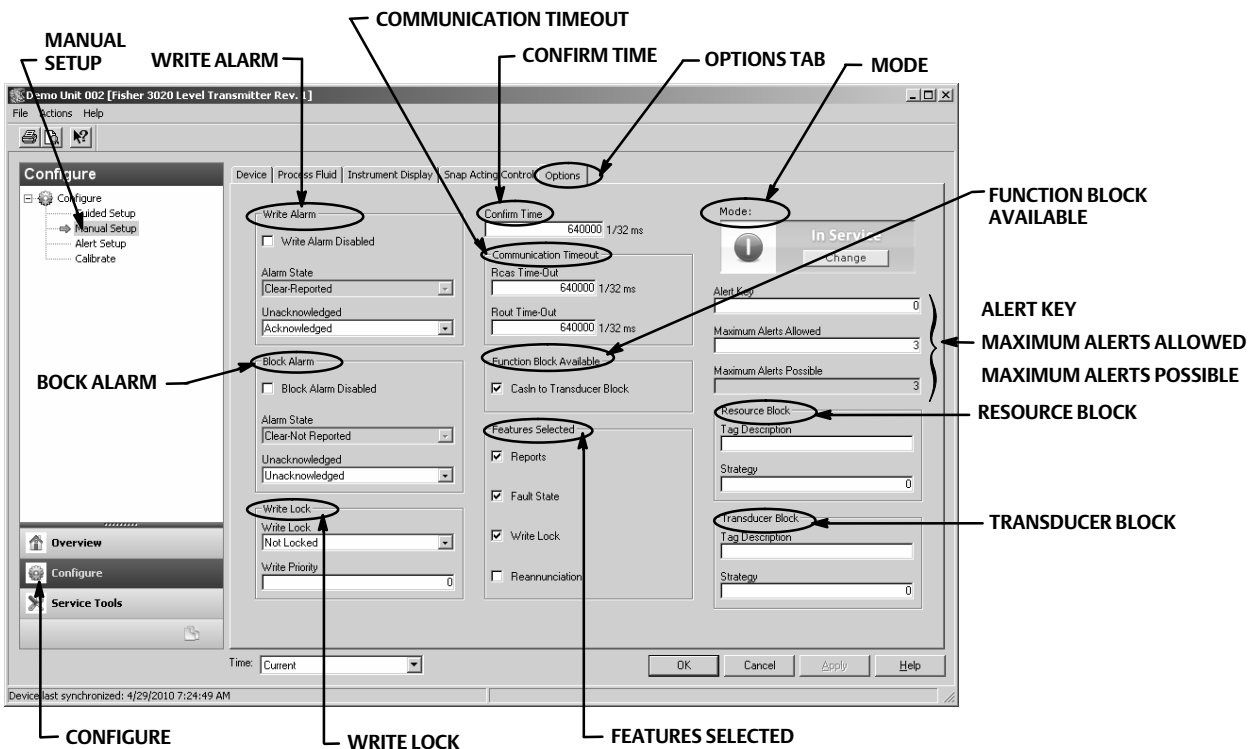 COMMUNICATION TIMEOUT
MANUAL
SETUP
WRITE ALARM
CONFIRM TIME
OPTIONS TAB
MODE
Demo Unit 002 [Fisher 3020 Level Transmitter Rev. 1]
File Actions Help
Configure
Configure
Guided Setup
Manual Setup
Alert Setup
Calibrate
Overview
Configure
Service Tools
Device Process Fluid Instrument Display Snap Acting Control Options
Write Alarm
Write Alarm Disabled
Alarm State
Clear-Reported
Unacknowledged
Acknowledged
Block Alarm
Block Alarm Disabled
Alarm State
Clear-Not Reported
Unacknowledged
Unacknowledged
Write Lock
Write Lock
Not Locked
Write Priority
0
Confirm Time
640000 1/32 ms
Communication Timeout
Rcas Time-Out
640000 1/32 ms
Rout Time-Out
640000 1/32 ms
Function Block Available
CasIn to Transducer Block
Features Selected
Reports
Fault State
Write Lock
Reannunciation
Mode:
In Service
Change
Alert Key
0
Maximum Alerts Allowed
3
Maximum Alerts Possible
3
Resource Block
Tag Description
Strategy
0
Transducer Block
Tag Description
Strategy
0
Time: Current
OK Cancel Apply Help
Device last synchronized: 4/29/2010 7:24:49 AM
FUNCTION BLOCK
AVAILABLE
ALERT KEY
MAXIMUM ALERTS ALLOWED
MAXIMUM ALERTS POSSIBLE
RESOURCE BLOCK
TRANSDUCER BLOCK
BOCK ALARM
CONFIGURE
WRITE LOCK
FEATURES SELECTED